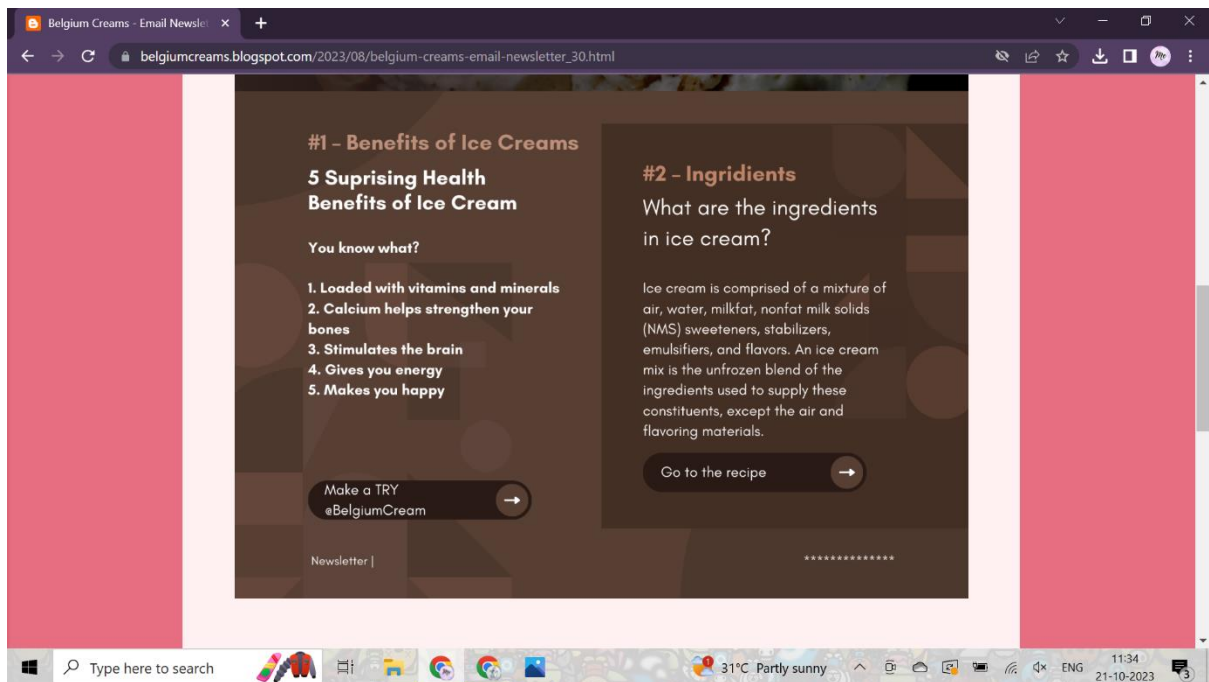 Belgium Creams - Email Newslet
belgiumcreams.blogspot.com/2023/08/belgium-creams-email-newsletter_30.html
#1 – Benefits of Ice Creams
5 Suprising Health
Benefits of Ice Cream
You know what?
1. Loaded with vitamins and minerals
2. Calcium helps strengthen your
bones
3. Stimulates the brain
4. Gives you energy
5. Makes you happy
Make a TRY
@BelgiumCream
Newsletter |
#2 – Ingridients
What are the ingredients
in ice cream?
Ice cream is comprised of a mixture of
air, water, milkfat, nonfat milk solids
(NMS) sweeteners, stabilizers,
emulsifiers, and flavors. An ice cream
mix is the unfrozen blend of the
ingredients used to supply these
constituents, except the air and
flavoring materials.
Go to the recipe
**************
Type here to search
31°C Partly sunny
ENG
11:34
21-10-2023
3